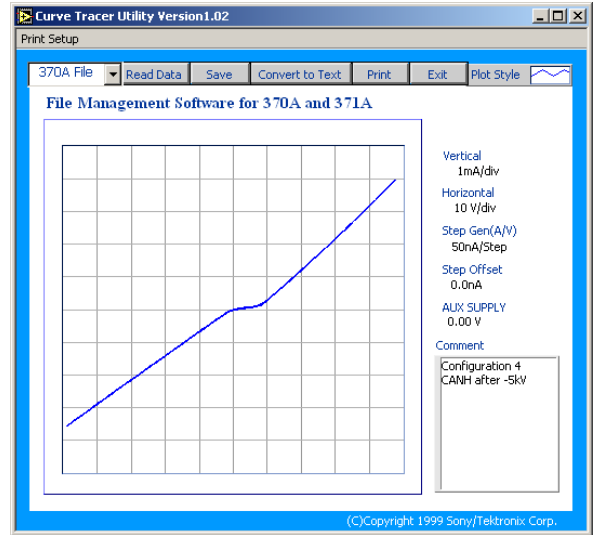 Curve Tracer Utility Version1.02
Print Setup
370A File Read Data Save Convert to Text Print Exit Plot Style
File Management Software for 370A and 371A
Vertical
1mA/div
Horizontal
10 V/div
Step Gen(A/V)
50nA/Step
Step Offset
0.0nA
AUX SUPPLY
0.00 V
Comment
Configuration 4
CANH after -5kV
(C)Copyright 1999 Sony/Tektronix Corp.